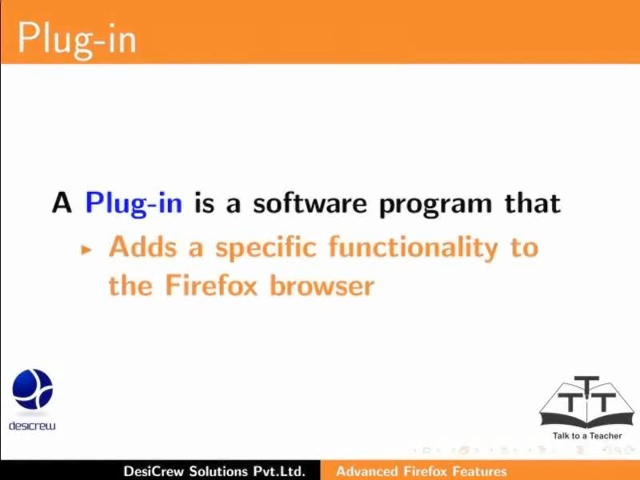 Plug-in
A Plug-in is a software program that
Adds a specific functionality to
the Firefox browser
desicrew
TTT
Talk to a Teacher
DesiCrew Solutions Pvt.Ltd. Advanced Firefox Features